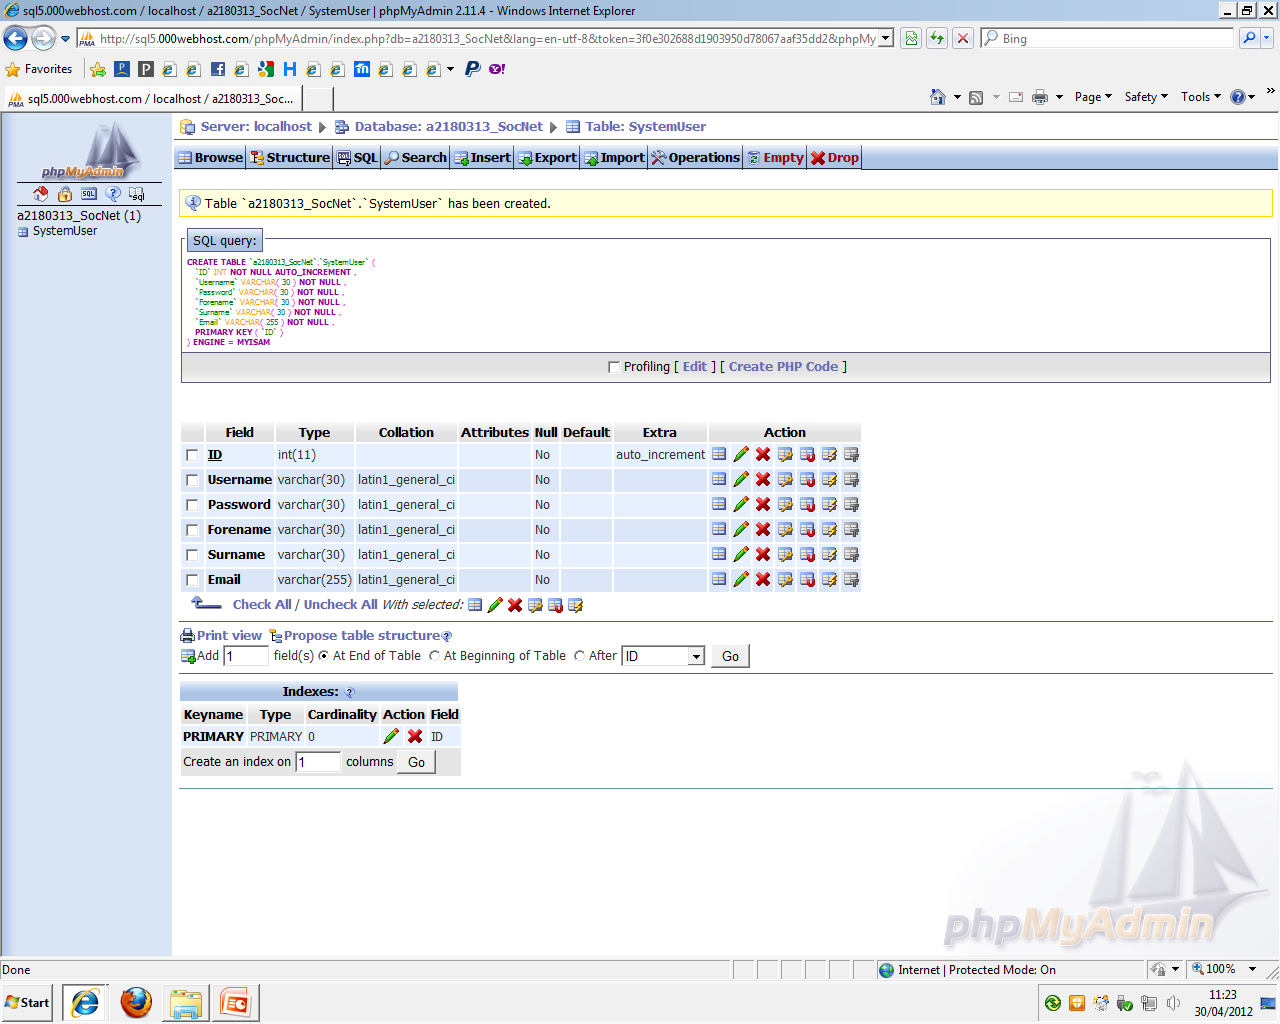 sql5.000webhost.com / localhost / a2180313_SocNet / SystemUser | phpMyAdmin 2.11.4 - Windows Internet Explorer
http://sql5.000webhost.com/phpMyAdmin/index.php?db=a2180313_SocNet&lang=en-utf-8&token=3f0e302688d1903950d78067aaf35dd2&phpMy
Bing
Favorites
sql5.000webhost.com / localhost / a2180313_Soc...
Page Safety Tools
phpMyAdmin
Server: localhost Database: a2180313_SocNet Table: SystemUser
Browse Structure SQL Search Insert Export Import Operations Empty Drop
a2180313_SocNet (1)
SystemUser
Table `a2180313_SocNet`.`SystemUser` has been created.
SQL query:
CREATE TABLE `a2180313_SocNet`.`SystemUser` (
`ID` INT NOT NULL AUTO_INCREMENT ,
`Username` VARCHAR( 30 ) NOT NULL ,
`Password` VARCHAR( 30 ) NOT NULL ,
`Forename` VARCHAR( 30 ) NOT NULL ,
`Surname` VARCHAR( 30 ) NOT NULL ,
`Email` VARCHAR( 255 ) NOT NULL ,
PRIMARY KEY ( `ID` )
) ENGINE = MYISAM
Profiling [ Edit ] [ Create PHP Code ]
Field Type Collation Attributes Null Default Extra Action
ID int(11) No auto_increment
Username varchar(30) latin1_general_ci No
Password varchar(30) latin1_general_ci No
Forename varchar(30) latin1_general_ci No
Surname varchar(30) latin1_general_ci No
Email varchar(255) latin1_general_ci No
Check All / Uncheck All With selected:
Print view Propose table structure
Add 1 field(s) At End of Table At Beginning of Table After ID Go
Indexes:
Keyname Type Cardinality Action Field
PRIMARY PRIMARY 0 ID
Create an index on 1 columns Go
phpMyAdmin
Done
Internet | Protected Mode: On
100%
Start
11:23
30/04/2012